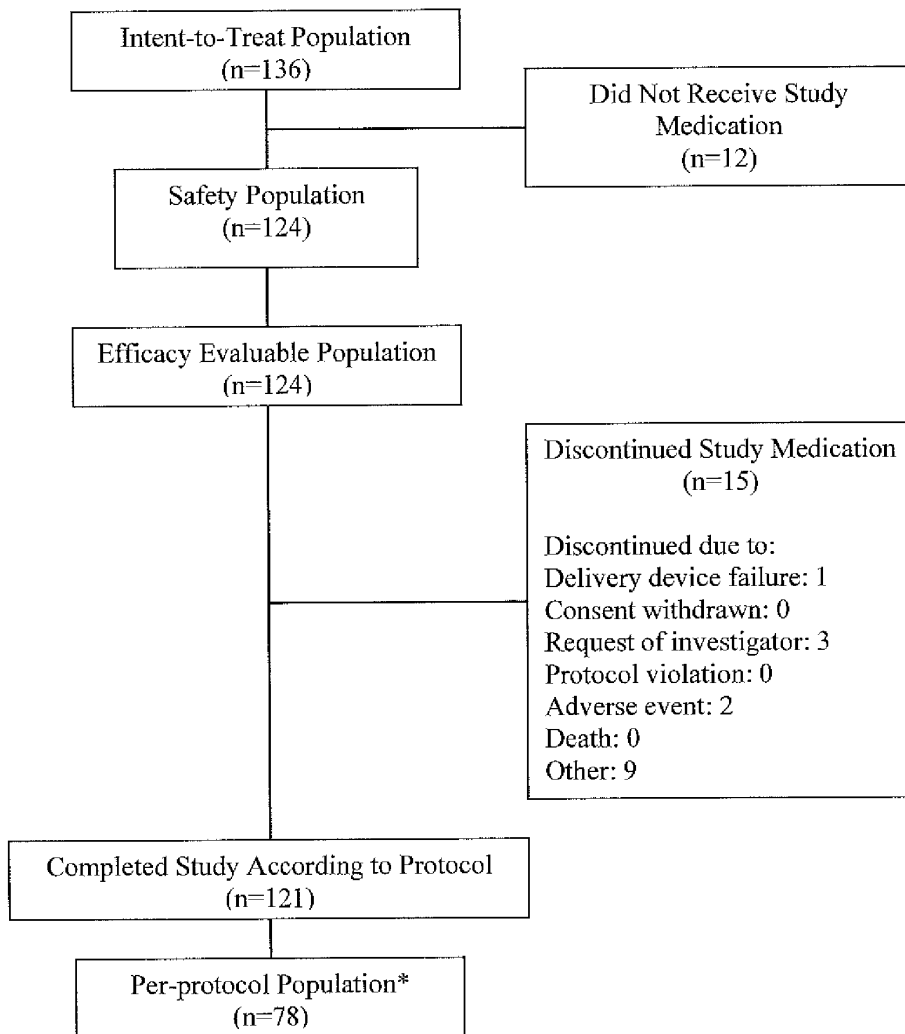 Intent-to-Treat Population
(n=136)
Did Not Receive Study
Medication
(n=12)
Safety Population
(n=124)
Efficacy Evaluable Population
(n=124)
Discontinued Study Medication
(n=15)
Discontinued due to:
Delivery device failure: 1
Consent withdrawn: 0
Request of investigator: 3
Protocol violation: 0
Adverse event: 2
Death: 0
Other: 9
Completed Study According to Protocol
(n=121)
Per-protocol Population*
(n=78)